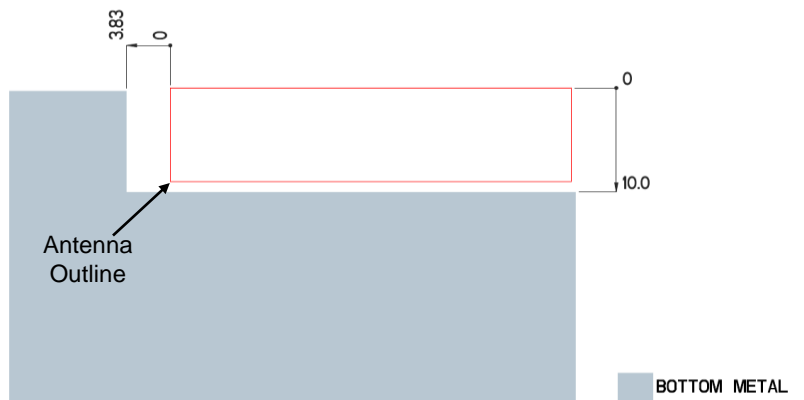 3.83
0
0
10.0
Antenna
Outline
BOTTOM METAL